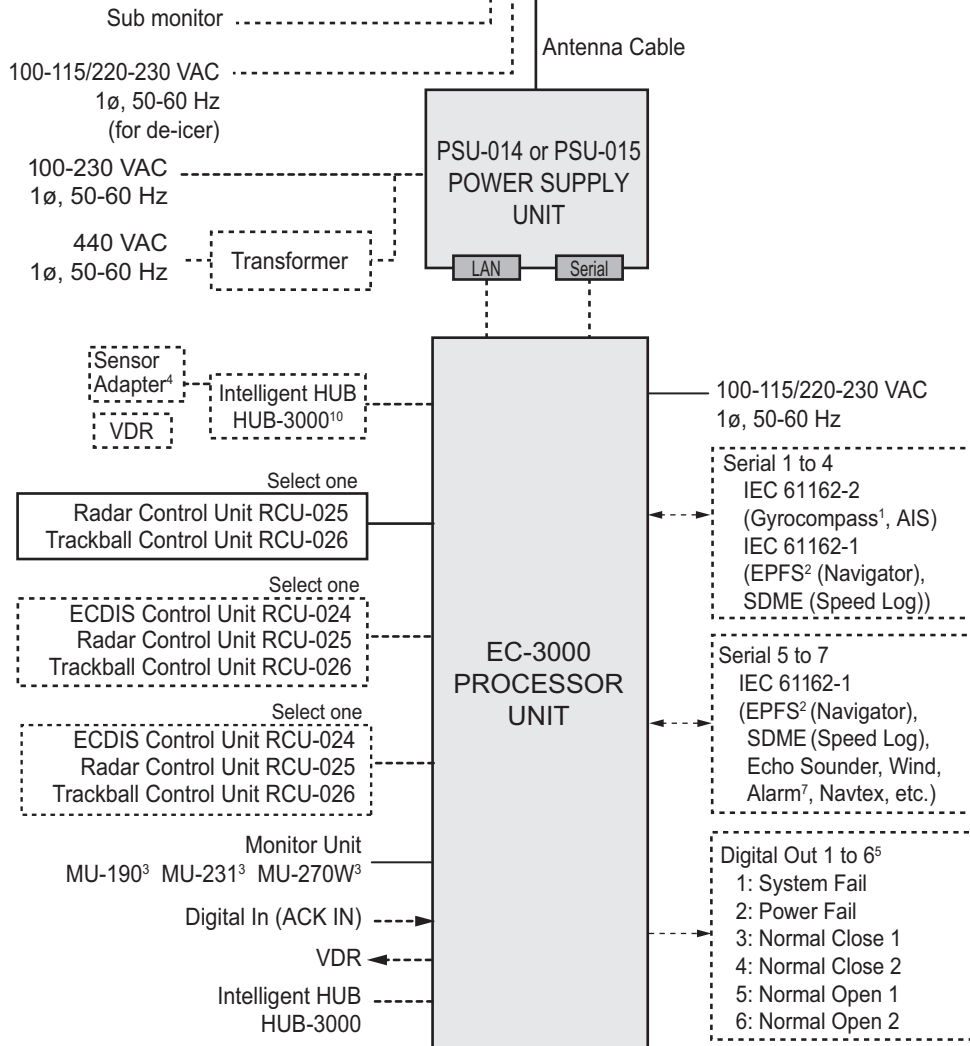 Sub monitor
Antenna Cable
100-115/220-230 VAC
1ø, 50-60 Hz
(for de-icer)
PSU-014 or PSU-015
POWER SUPPLY
UNIT
100-230 VAC
1ø, 50-60 Hz
440 VAC
1ø, 50-60 Hz
Transformer
LAN
Serial
Sensor
Adapter⁴
VDR
Intelligent HUB
HUB-3000¹⁰
Select one
Radar Control Unit RCU-025
Trackball Control Unit RCU-026
Select one
ECDIS Control Unit RCU-024
Radar Control Unit RCU-025
Trackball Control Unit RCU-026
Select one
ECDIS Control Unit RCU-024
Radar Control Unit RCU-025
Trackball Control Unit RCU-026
Monitor Unit
MU-190³ MU-231³ MU-270W³
Digital In (ACK IN)
VDR
Intelligent HUB
HUB-3000
EC-3000
PROCESSOR
UNIT
100-115/220-230 VAC
1ø, 50-60 Hz
Serial 1 to 4
IEC 61162-2
(Gyrocompass¹, AIS)
IEC 61162-1
(EPFS² (Navigator),
SDME (Speed Log))
Serial 5 to 7
IEC 61162-1
(EPFS² (Navigator),
SDME (Speed Log),
Echo Sounder, Wind,
Alarm⁷, Navtex, etc.)
Digital Out 1 to 6⁵
1: System Fail
2: Power Fail
3: Normal Close 1
4: Normal Close 2
5: Normal Open 1
6: Normal Open 2